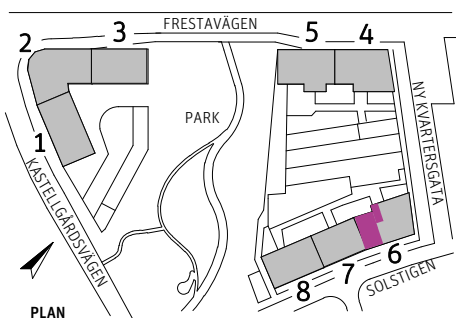 FRESTAVÄGEN
2
3
5
4
PARK
NY KVARTERSGATA
1
KASTELLGÅRDSVÄGEN
6
7
8
SOLSTIGEN
PLAN